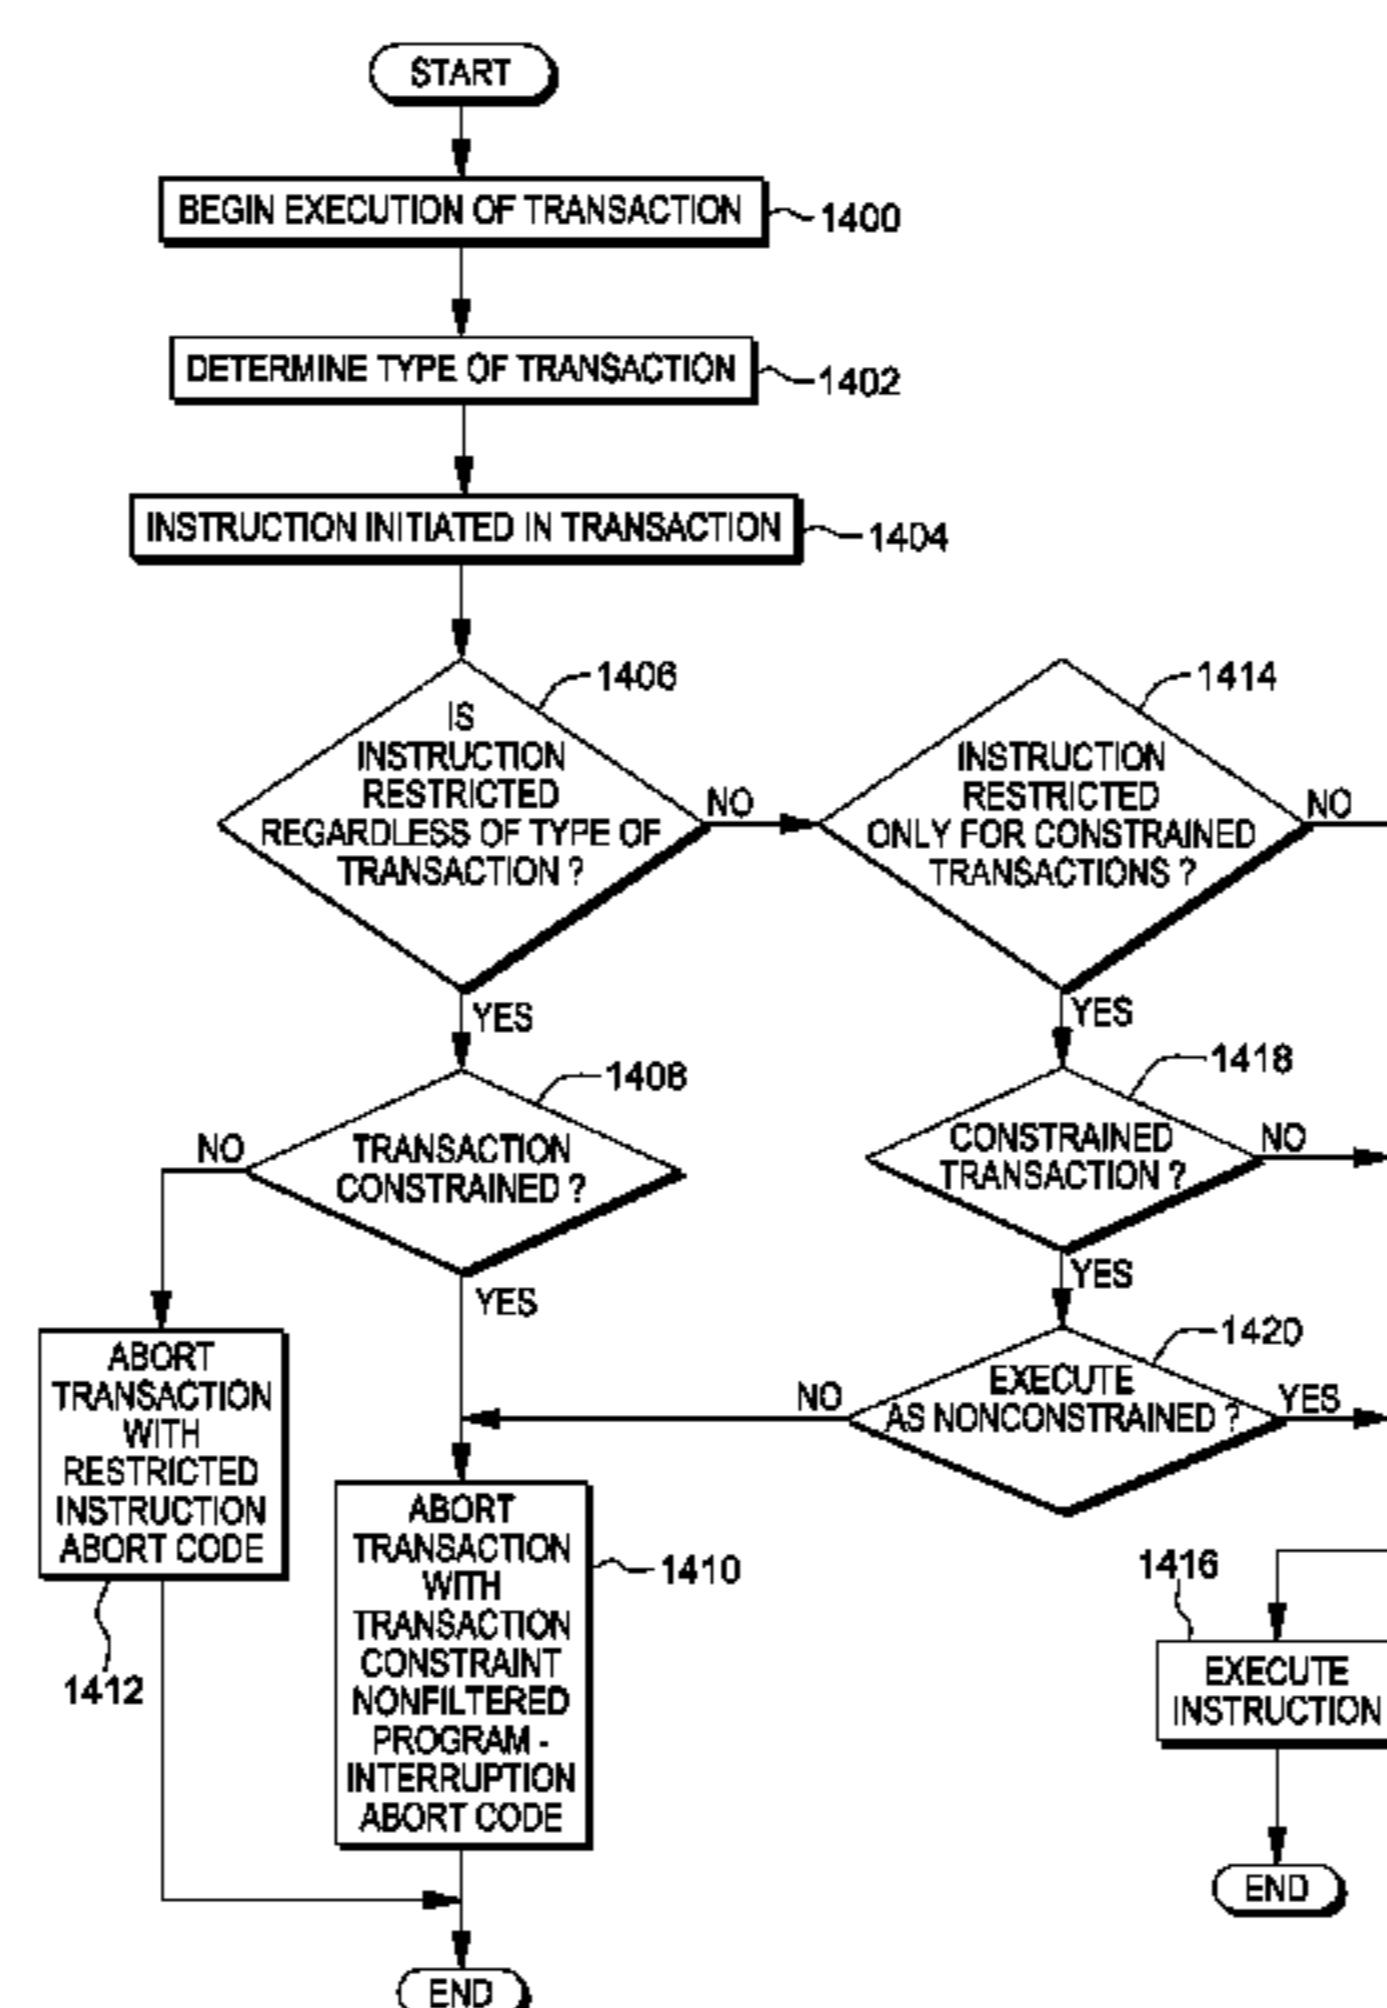 START
BEGIN EXECUTION OF TRANSACTION
1400
DETERMINE TYPE OF TRANSACTION
1402
INSTRUCTION INITIATED IN TRANSACTION
1404
1406
IS
INSTRUCTION
RESTRICTED
REGARDLESS OF TYPE OF
TRANSACTION ?
NO
YES
1414
INSTRUCTION
RESTRICTED
ONLY FOR CONSTRAINED
TRANSACTIONS ?
NO
YES
1408
TRANSACTION
CONSTRAINED ?
NO
YES
1418
CONSTRAINED
TRANSACTION ?
NO
YES
1420
EXECUTE
AS NONCONSTRAINED ?
NO
YES
ABORT
TRANSACTION
WITH
RESTRICTED
INSTRUCTION
ABORT CODE
1412
ABORT
TRANSACTION
WITH
TRANSACTION
CONSTRAINT
NONFILTERED
PROGRAM -
INTERRUPTION
ABORT CODE
1410
1416
EXECUTE
INSTRUCTION
END
END